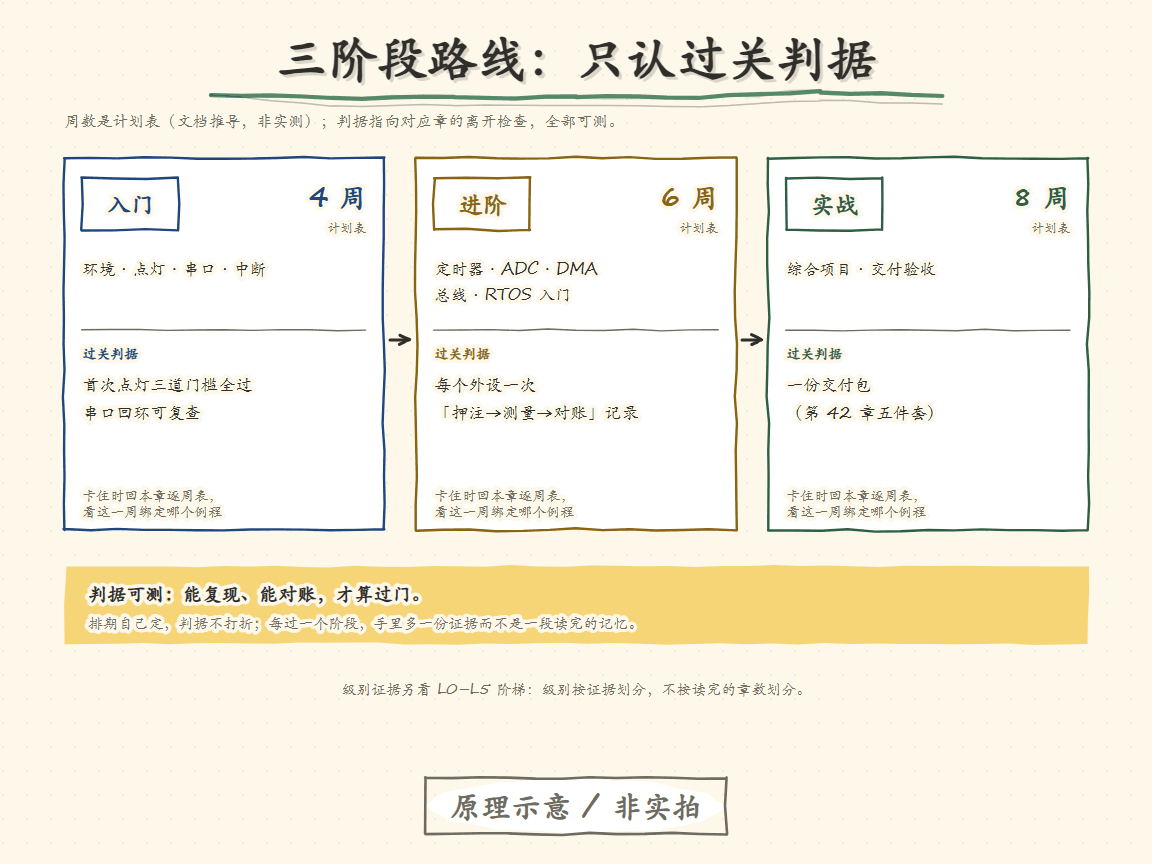 三阶段路线：只认过关判据
周数是计划表（文档推导，非实测）；判据指向对应章的离开检查，全部可测。
入门
4 周
计划表
环境 · 点灯 · 串口 · 中断
过关判据
首次点灯三道门槛全过
串口回环可复查
卡住时回本章逐周表，
看这一周绑定哪个例程
进阶
6 周
计划表
定时器 · ADC · DMA
总线 · RTOS 入门
过关判据
每个外设一次
「押注→测量→对账」记录
卡住时回本章逐周表，
看这一周绑定哪个例程
实战
8 周
计划表
综合项目 · 交付验收
过关判据
一份交付包
（第 42 章五件套）
卡住时回本章逐周表，
看这一周绑定哪个例程
判据可测：能复现、能对账，才算过门。
排期自己定，判据不打折；每过一个阶段，手里多一份证据而不是一段读完的记忆。
级别证据另看 L0–L5 阶梯：级别按证据划分，不按读完的章数划分。
原理示意 / 非实拍